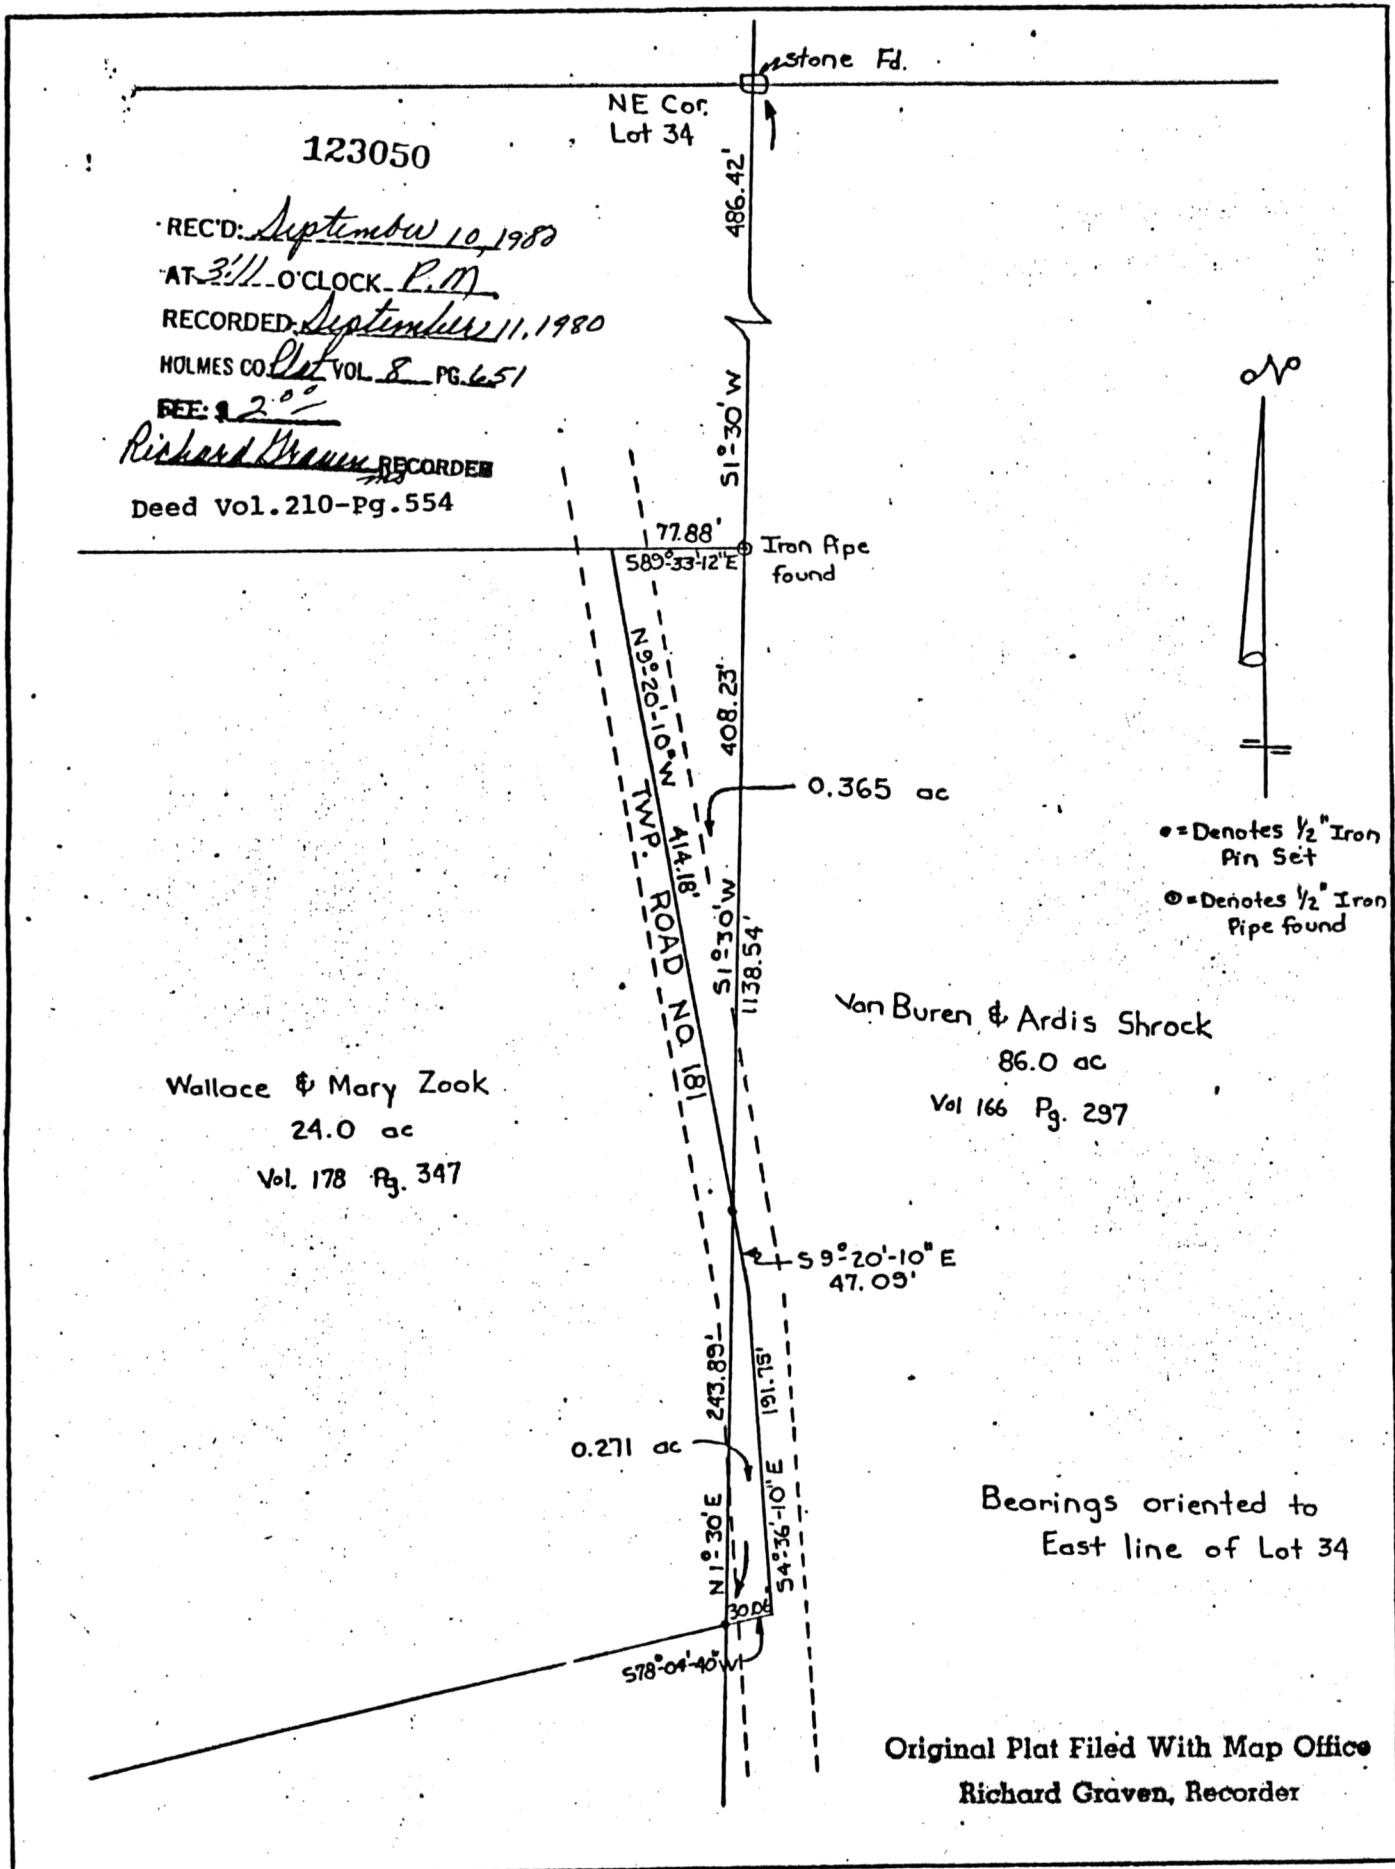 stone Fd.
NE Cor.
Lot 34
123050
REC'D: September 10, 1980
AT 3:11 O'CLOCK P.M.
RECORDED September 11, 1980
HOLMES CO. Plat VOL. 8 PG. 651
FEE: $ 2.00
Richard Graven RECORDER
Deed Vol.210-Pg.554
486.42'
S1°-30' W
77.88'
S89°-33'-12"E
Iron Pipe
found
N
N9°-20'-10"W 414.18'
408.23'
TWP. ROAD NO. 181
0.365 ac
S1°-30' W
1138.54'
•=Denotes 1/2" Iron
Pin Set
⊙=Denotes 1/2" Iron
Pipe found
Van Buren & Ardis Shrock
86.0 ac
Vol 166 Pg. 297
Wallace & Mary Zook
24.0 ac
Vol. 178 Pg. 347
S9°-20'-10" E
47.09'
243.89'
191.75'
0.271 ac
N1°-30'E
S4°-36'-10"E
Bearings oriented to
East line of Lot 34
30.06'
S78°-04'-40"W
Original Plat Filed With Map Office
Richard Graven, Recorder